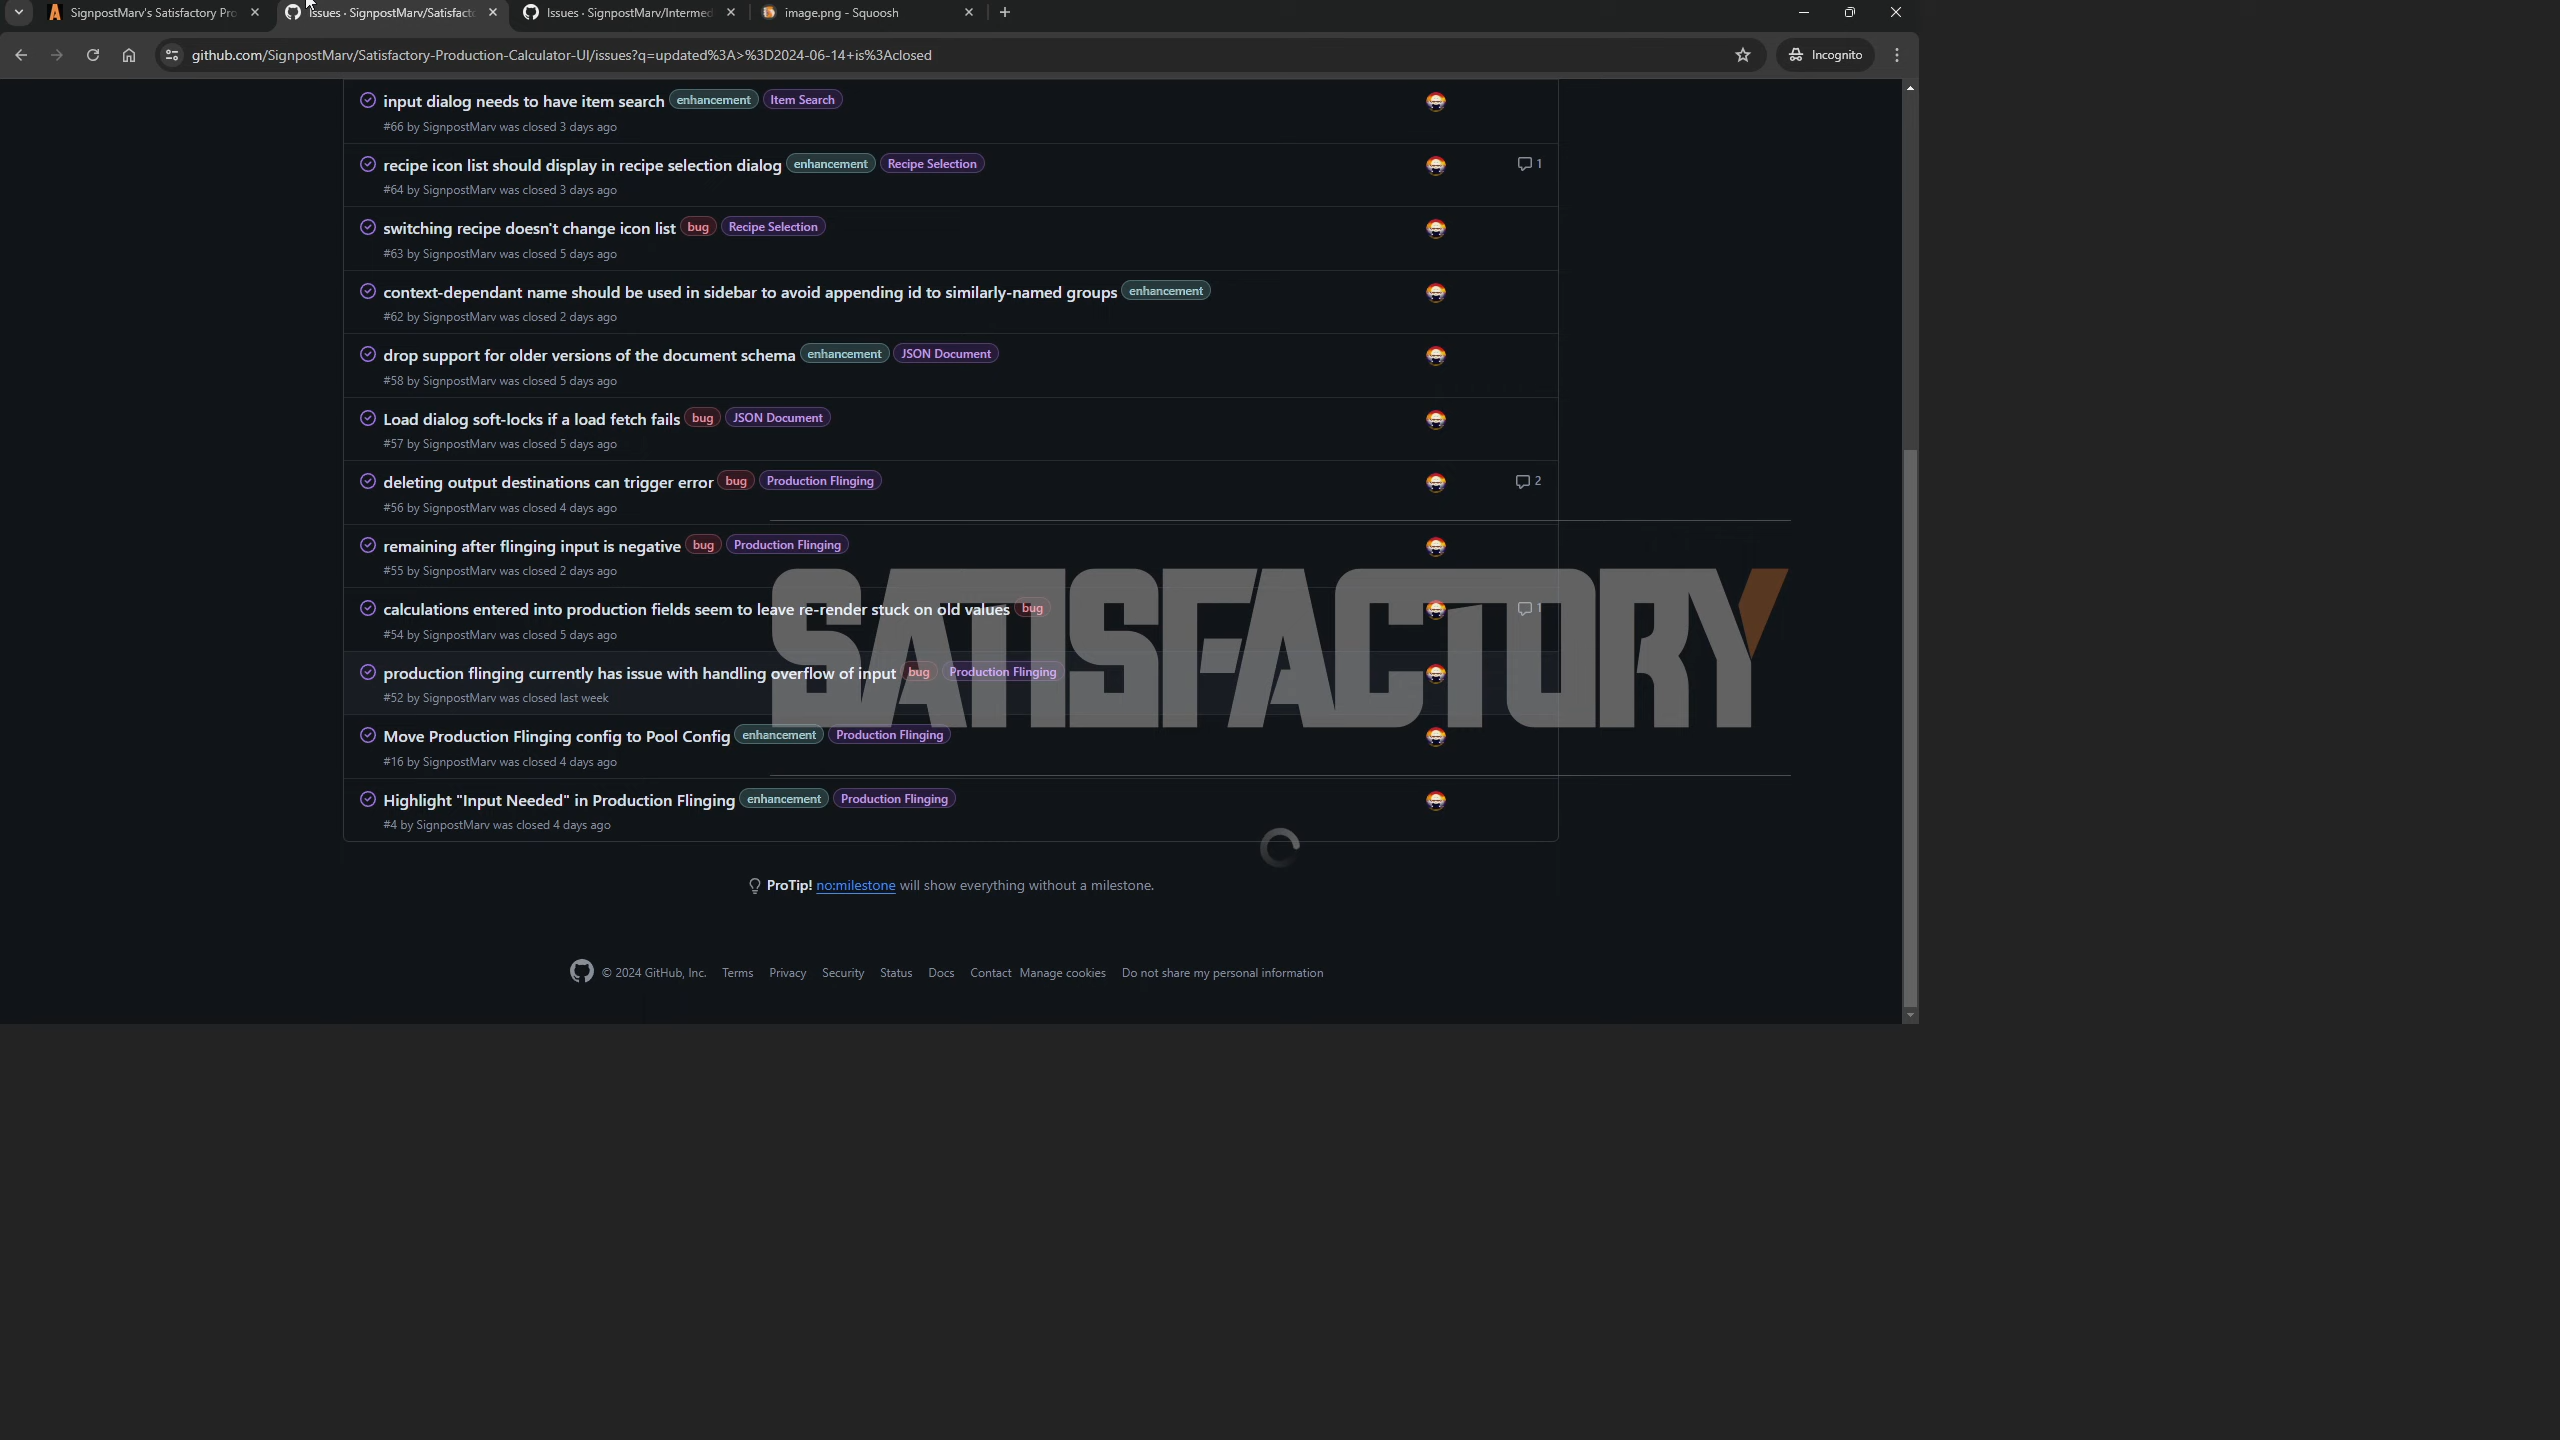 SignpostMarv's Satisfactory Pro
Issues · SignpostMarv/Satisfacto
Issues · SignpostMarv/Intermed
image.png - Squoosh
github.com/SignpostMarv/Satisfactory-Production-Calculator-UI/issues?q=updated%3A>%3D2024-06-14+is%3Aclosed
Incognito
input dialog needs to have item search enhancement Item Search
#66 by SignpostMarv was closed 3 days ago
recipe icon list should display in recipe selection dialog enhancement Recipe Selection 1
#64 by SignpostMarv was closed 3 days ago
switching recipe doesn't change icon list bug Recipe Selection
#63 by SignpostMarv was closed 5 days ago
context-dependant name should be used in sidebar to avoid appending id to similarly-named groups enhancement
#62 by SignpostMarv was closed 2 days ago
drop support for older versions of the document schema enhancement JSON Document
#58 by SignpostMarv was closed 5 days ago
Load dialog soft-locks if a load fetch fails bug JSON Document
#57 by SignpostMarv was closed 5 days ago
deleting output destinations can trigger error bug Production Flinging 2
#56 by SignpostMarv was closed 4 days ago
remaining after flinging input is negative bug Production Flinging
#55 by SignpostMarv was closed 2 days ago
calculations entered into production fields seem to leave re-render stuck on old values bug 1
#54 by SignpostMarv was closed 5 days ago
SATISFACTORY
production flinging currently has issue with handling overflow of input bug Production Flinging
#52 by SignpostMarv was closed last week
Move Production Flinging config to Pool Config enhancement Production Flinging
#16 by SignpostMarv was closed 4 days ago
Highlight "Input Needed" in Production Flinging enhancement Production Flinging
#4 by SignpostMarv was closed 4 days ago
ProTip! no:milestone will show everything without a milestone.
© 2024 GitHub, Inc. Terms Privacy Security Status Docs Contact Manage cookies Do not share my personal information